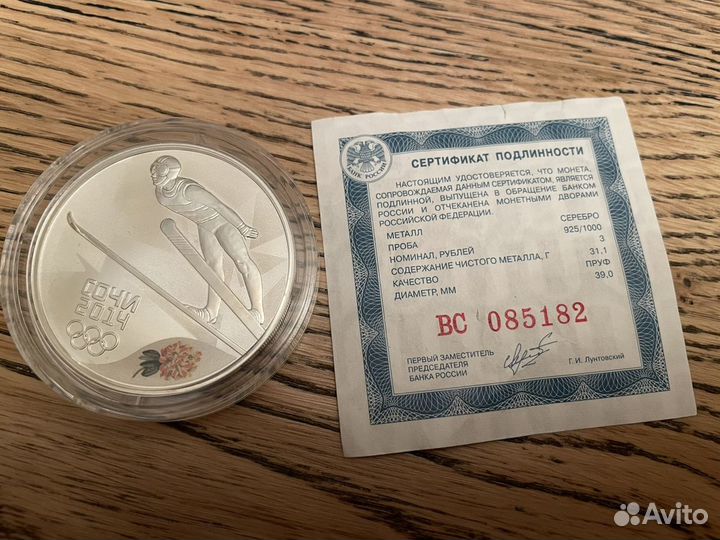 СОЧИ
2014
БАНК РОССИИ
СЕРТИФИКАТ ПОДЛИННОСТИ
НАСТОЯЩИМ УДОСТОВЕРЯЕТСЯ, ЧТО МОНЕТА,
СОПРОВОЖДАЕМАЯ ДАННЫМ СЕРТИФИКАТОМ, ЯВЛЯЕТСЯ
ПОДЛИННОЙ, ВЫПУЩЕНА В ОБРАЩЕНИЕ БАНКОМ
РОССИИ И ОТЧЕКАНЕНА МОНЕТНЫМИ ДВОРАМИ
РОССИЙСКОЙ ФЕДЕРАЦИИ.
МЕТАЛЛ СЕРЕБРО
ПРОБА 925/1000
НОМИНАЛ, РУБЛЕЙ 3
СОДЕРЖАНИЕ ЧИСТОГО МЕТАЛЛА, Г 31,1
КАЧЕСТВО ПРУФ
ДИАМЕТР, ММ 39,0
ВС 085182
ПЕРВЫЙ ЗАМЕСТИТЕЛЬ
ПРЕДСЕДАТЕЛЯ
БАНКА РОССИИ
Г. И. Лунтовский
Avito